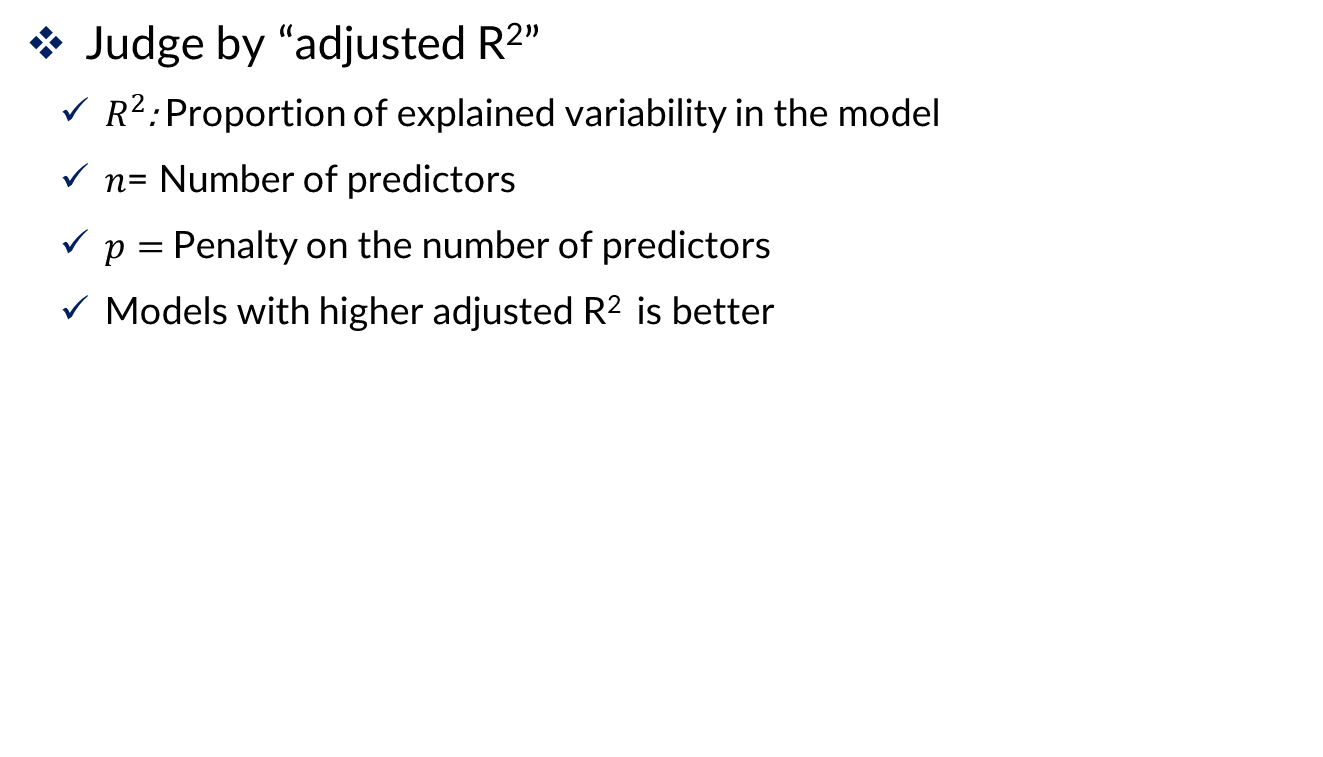 ❖ Judge by “adjusted R²”
✓ 𝑅²: Proportion of explained variability in the model
✓ 𝑛= Number of predictors
✓ 𝑝 = Penalty on the number of predictors
✓ Models with higher adjusted R² is better